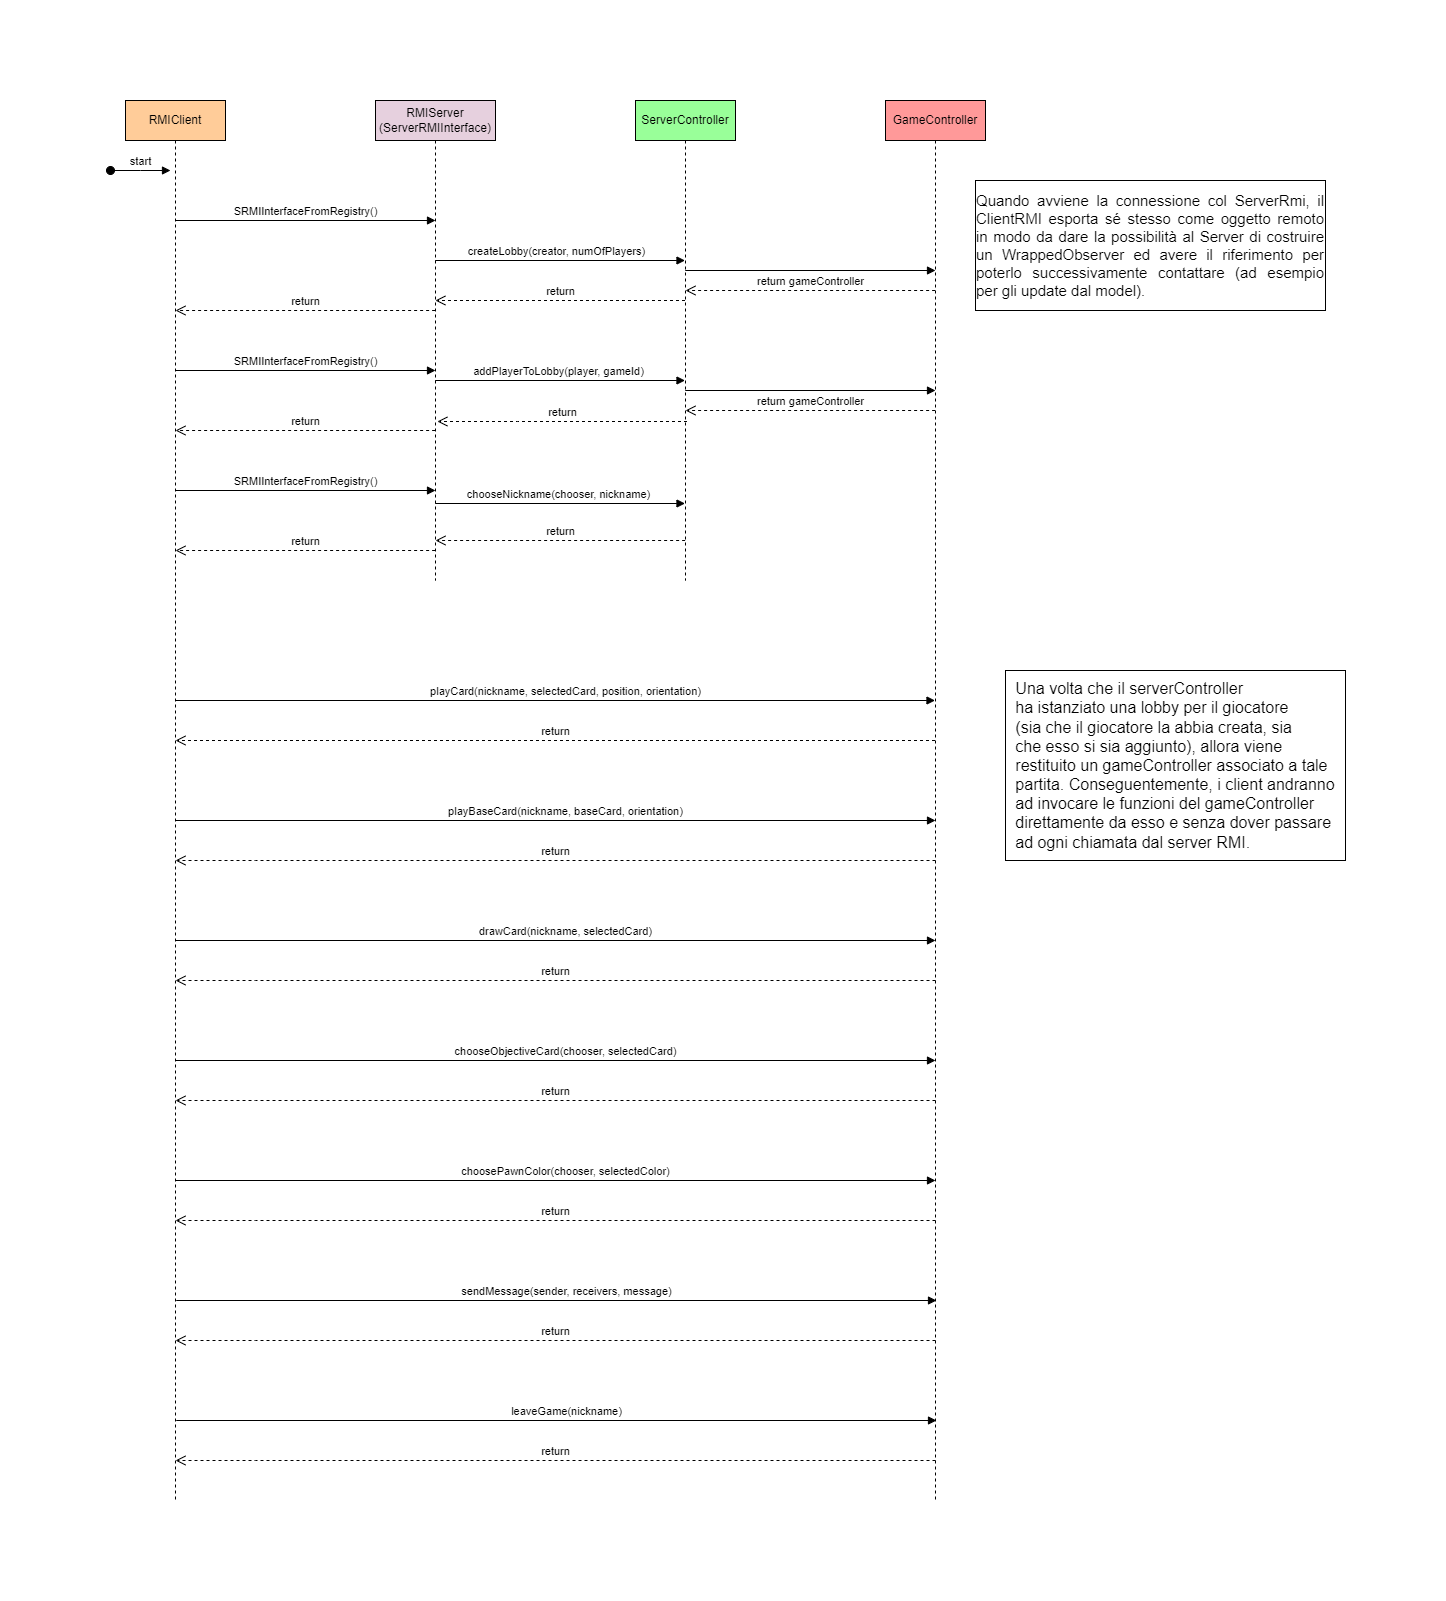 RMIClient
RMIServer
(ServerRMIInterface)
ServerController
GameController
start
SRMIInterfaceFromRegistry()
createLobby(creator, numOfPlayers)
return gameController
return
return
Quando avviene la connessione col ServerRmi, il
ClientRMI esporta sé stesso come oggetto remoto
in modo da dare la possibilità al Server di costruire
un WrappedObserver ed avere il riferimento per
poterlo successivamente contattare (ad esempio
per gli update dal model).
SRMIInterfaceFromRegistry()
addPlayerToLobby(player, gameId)
return gameController
return
return
SRMIInterfaceFromRegistry()
chooseNickname(chooser, nickname)
return
return
playCard(nickname, selectedCard, position, orientation)
return
Una volta che il serverController
ha istanziato una lobby per il giocatore
(sia che il giocatore la abbia creata, sia
che esso si sia aggiunto), allora viene
restituito un gameController associato a tale
partita. Conseguentemente, i client andranno
ad invocare le funzioni del gameController
direttamente da esso e senza dover passare
ad ogni chiamata dal server RMI.
playBaseCard(nickname, baseCard, orientation)
return
drawCard(nickname, selectedCard)
return
chooseObjectiveCard(chooser, selectedCard)
return
choosePawnColor(chooser, selectedColor)
return
sendMessage(sender, receivers, message)
return
leaveGame(nickname)
return